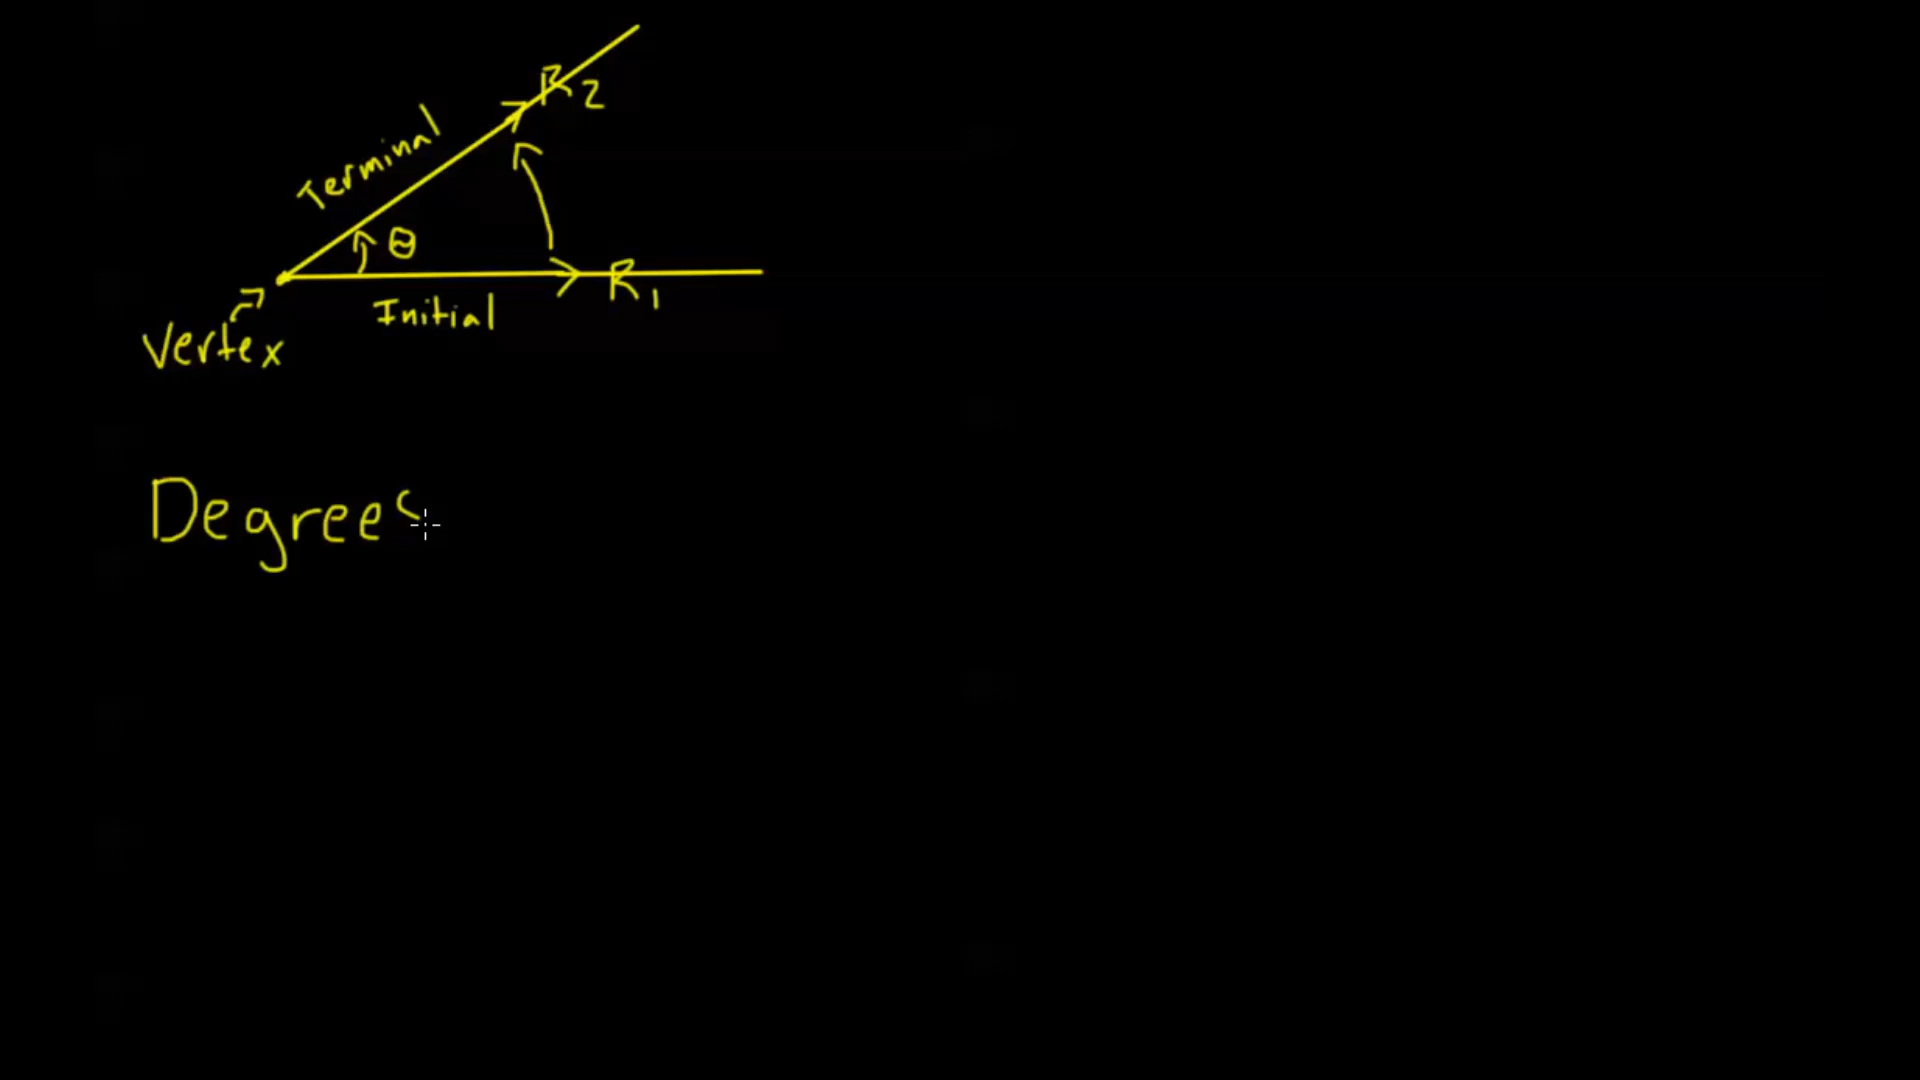 R2
Terminal
θ
R1
Initial
Vertex
Degrees